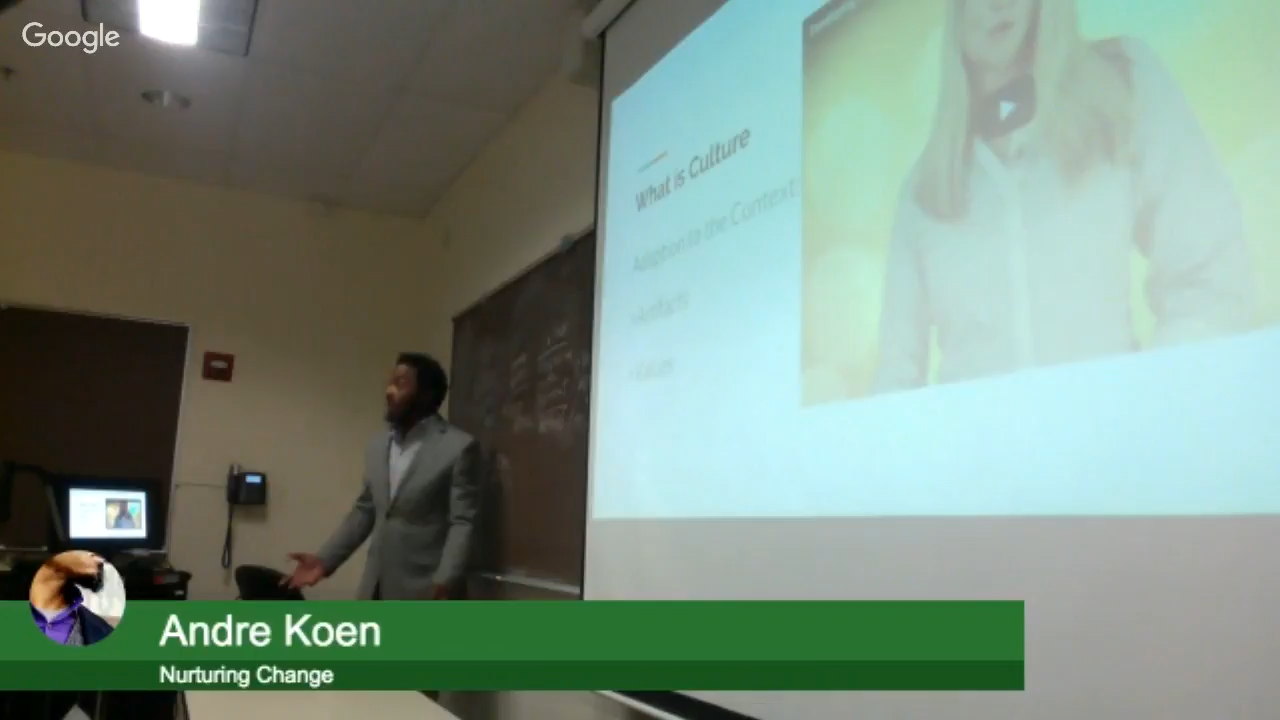 Google
What is Culture
Adaption to the Context
Artifacts
Values
Andre Koen
Nurturing Change